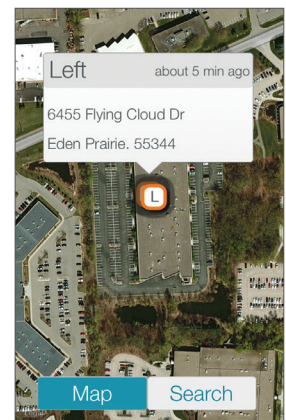 Left about 5 min ago
6455 Flying Cloud Dr
Eden Prairie. 55344
L
Map Search